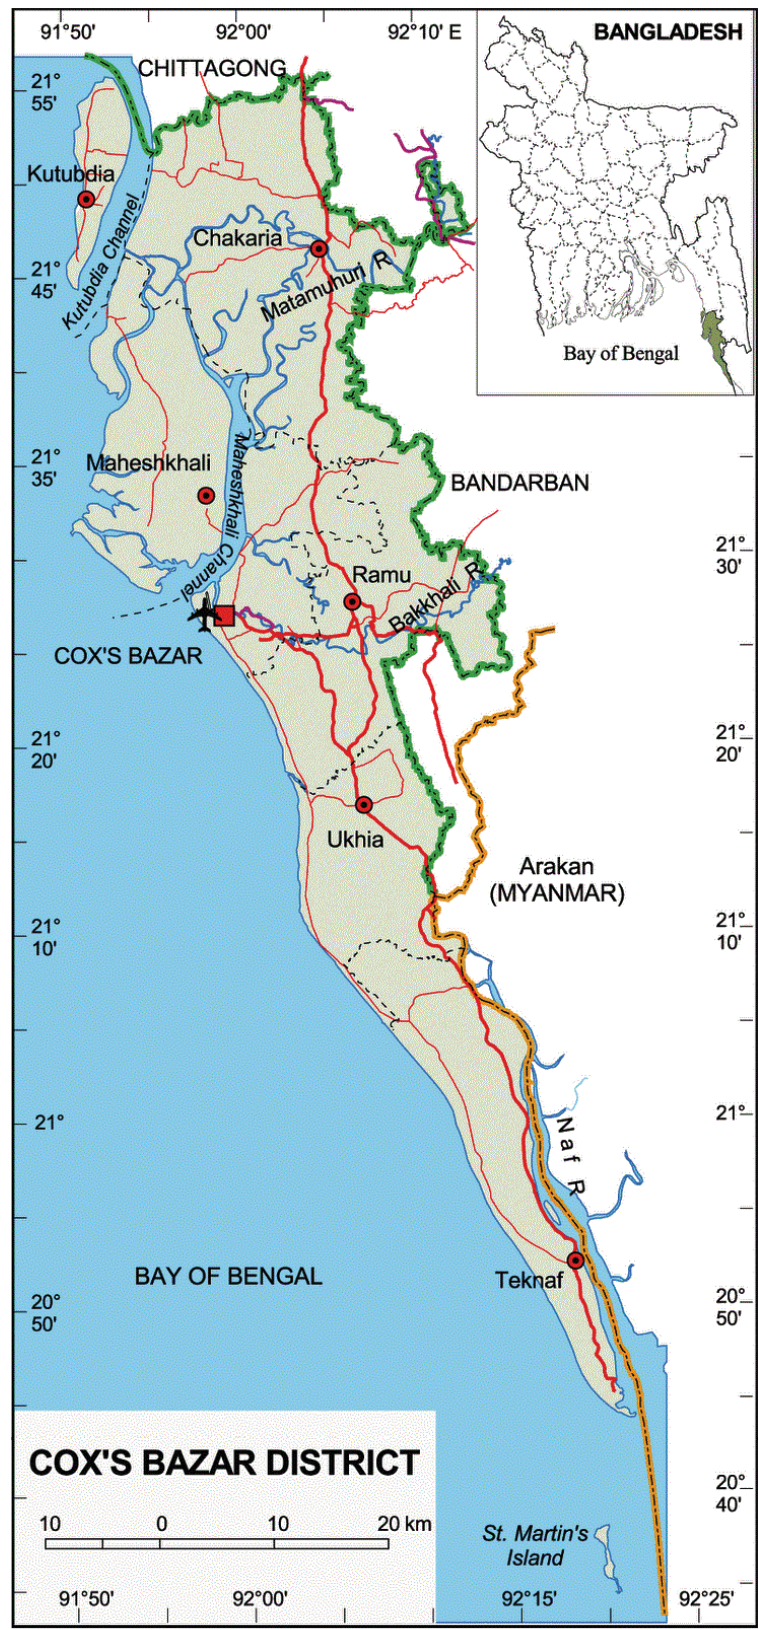 91°50'
92°00'
92°10' E
BANGLADESH
Bay of Bengal
CHITTAGONG
21°
55'
Kutubdia
Kutubdia Channel
Chakaria
Matamuhuri R
21°
45'
21°
35'
Maheshkhali
Maheshkhali Channel
BANDARBAN
21°
30'
Ramu
Bakkhali R
COX'S BAZAR
21°
20'
21°
20'
Ukhia
Arakan
(MYANMAR)
21°
10'
21°
10'
21°
21°
Naf R
BAY OF BENGAL
Teknaf
20°
50'
20°
50'
COX'S BAZAR DISTRICT
10 0 10 20 km
20°
40'
St. Martin's
Island
91°50'
92°00'
92°15'
92°25'